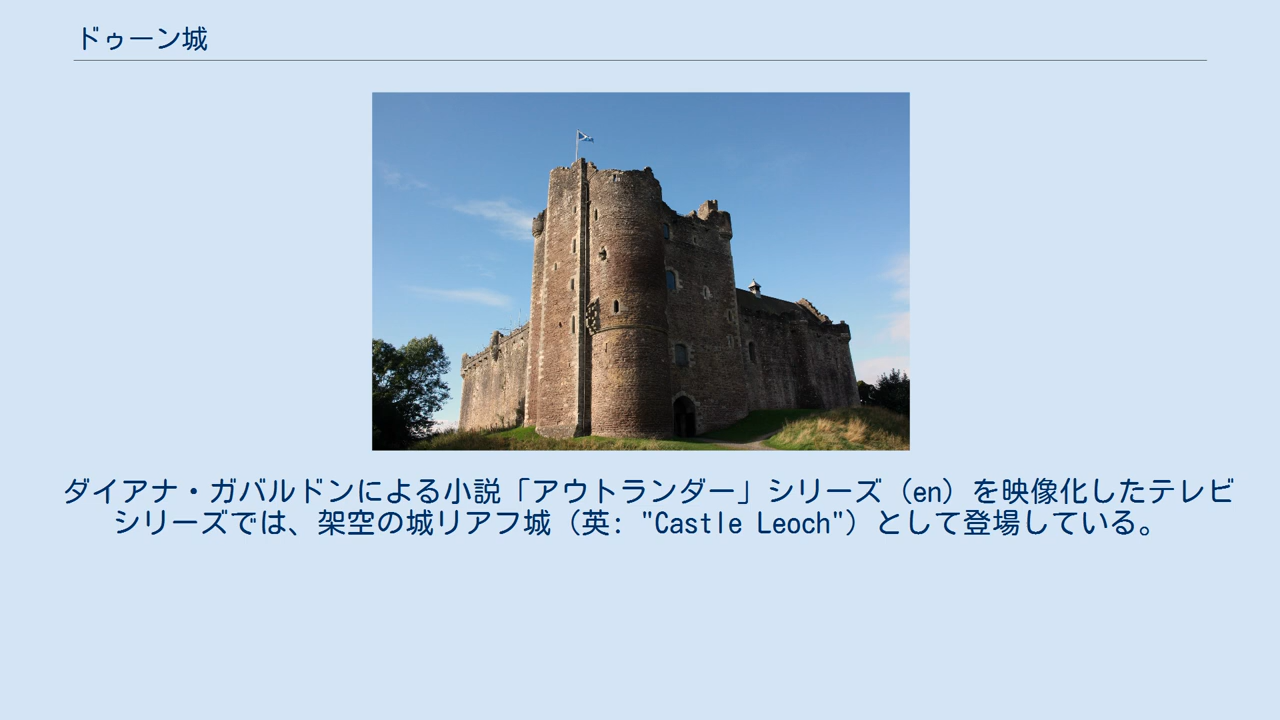 ドゥーン城
ダイアナ・ガバルドンによる小説「アウトランダー」シリーズ（en）を映像化したテレビ
シリーズでは、架空の城リアフ城（英: "Castle Leoch"）として登場している。